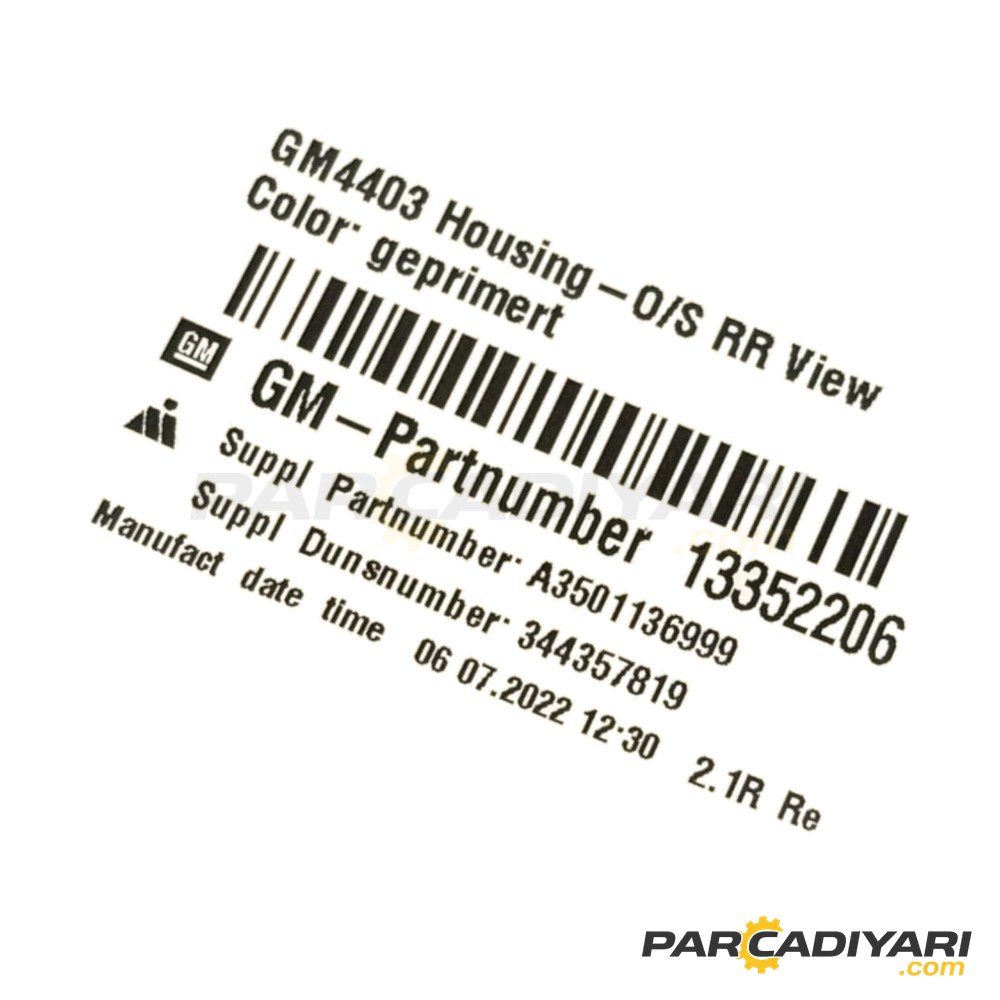 GM4403 Housing-O/S RR View
Color: geprimert
GM
GM-Partnumber 13352206
Suppl Partnumber: A3501136999
Suppl Dunsnumber: 344357819
Manufact date time 06 07.2022 12:30 2.1R Re
PARCADIYARI
.com
PARCADIYARI
.com